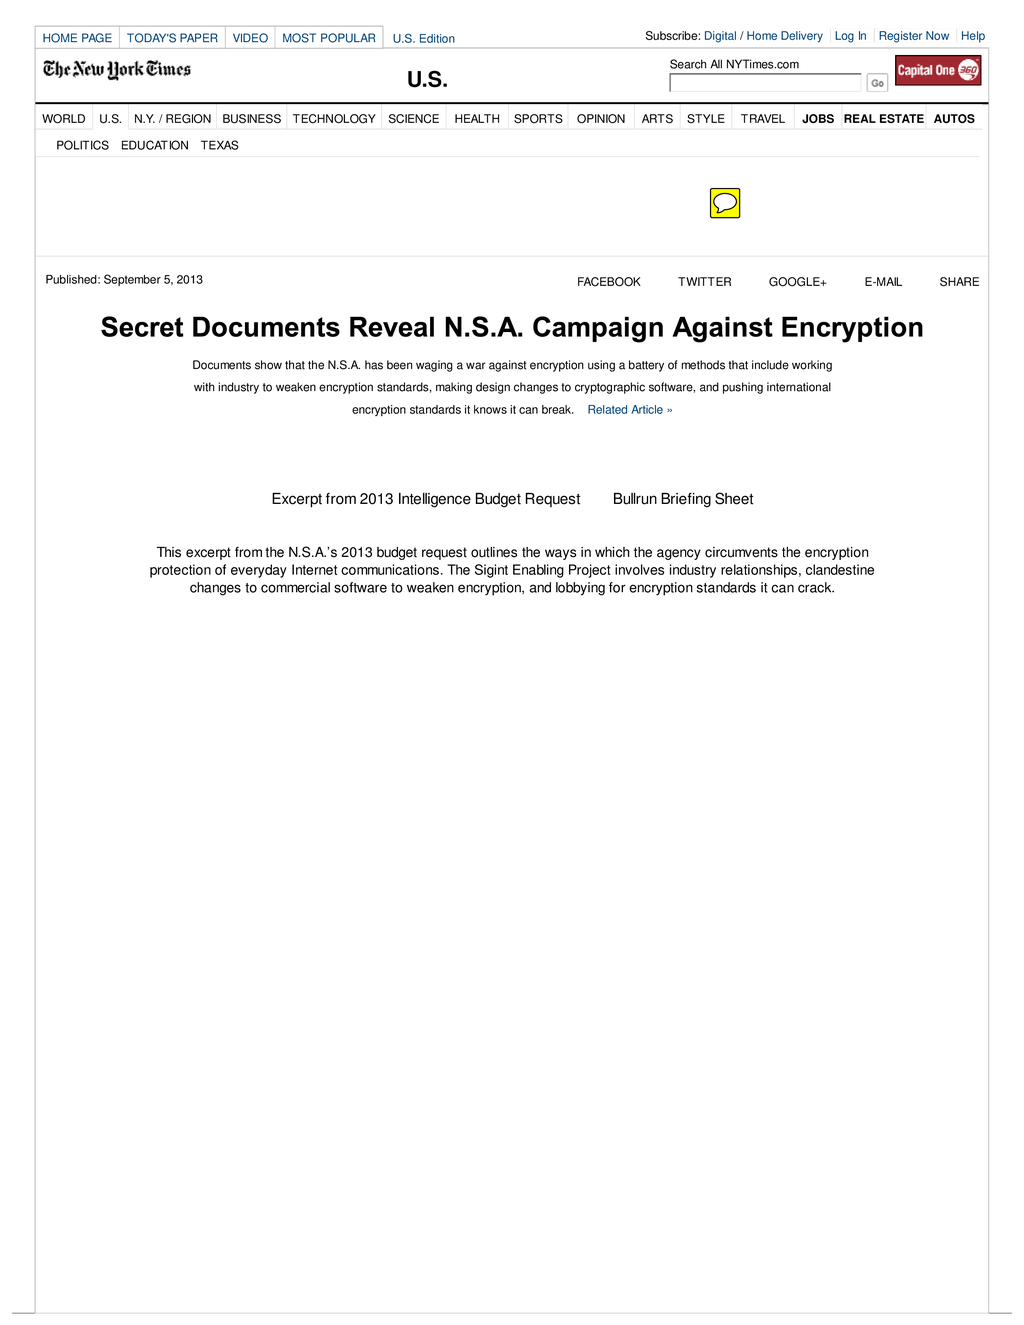 HOME PAGE TODAY'S PAPER VIDEO MOST POPULAR U.S. Edition
Subscribe: Digital / Home Delivery Log In Register Now Help
The New York Times
U.S.
Search All NYTimes.com
Go
Capital One 360
WORLD U.S. N.Y. / REGION BUSINESS TECHNOLOGY SCIENCE HEALTH SPORTS OPINION ARTS STYLE TRAVEL JOBS REAL ESTATE AUTOS
POLITICS EDUCATION TEXAS
Published: September 5, 2013
FACEBOOK TWITTER GOOGLE+ E-MAIL SHARE
Secret Documents Reveal N.S.A. Campaign Against Encryption
Documents show that the N.S.A. has been waging a war against encryption using a battery of methods that include working
with industry to weaken encryption standards, making design changes to cryptographic software, and pushing international
encryption standards it knows it can break. Related Article »
Excerpt from 2013 Intelligence Budget Request Bullrun Briefing Sheet
This excerpt from the N.S.A.'s 2013 budget request outlines the ways in which the agency circumvents the encryption
protection of everyday Internet communications. The Sigint Enabling Project involves industry relationships, clandestine
changes to commercial software to weaken encryption, and lobbying for encryption standards it can crack.